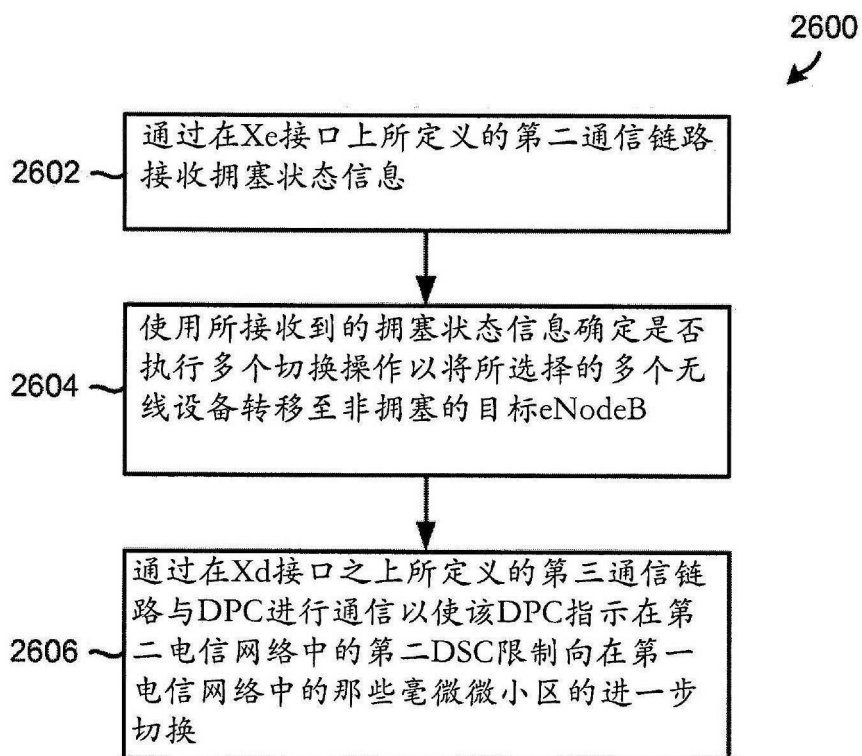 2600
2602
通过在Xe接口上所定义的第二通信链路
接收拥塞状态信息
2604
使用所接收到的拥塞状态信息确定是否
执行多个切换操作以将所选择的多个无
线设备转移至非拥塞的目标eNodeB
2606
通过在Xd接口之上所定义的第三通信链
路与DPC进行通信以使该DPC指示在第
二电信网络中的第二DSC限制向在第一
电信网络中的那些毫微微小区的进一步
切换